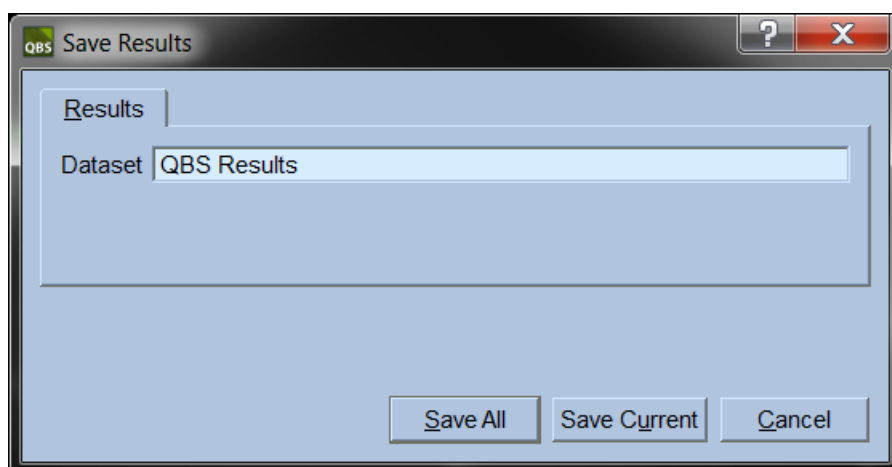 QBS Save Results ? X
Results
Dataset QBS Results
Save All Save Current Cancel